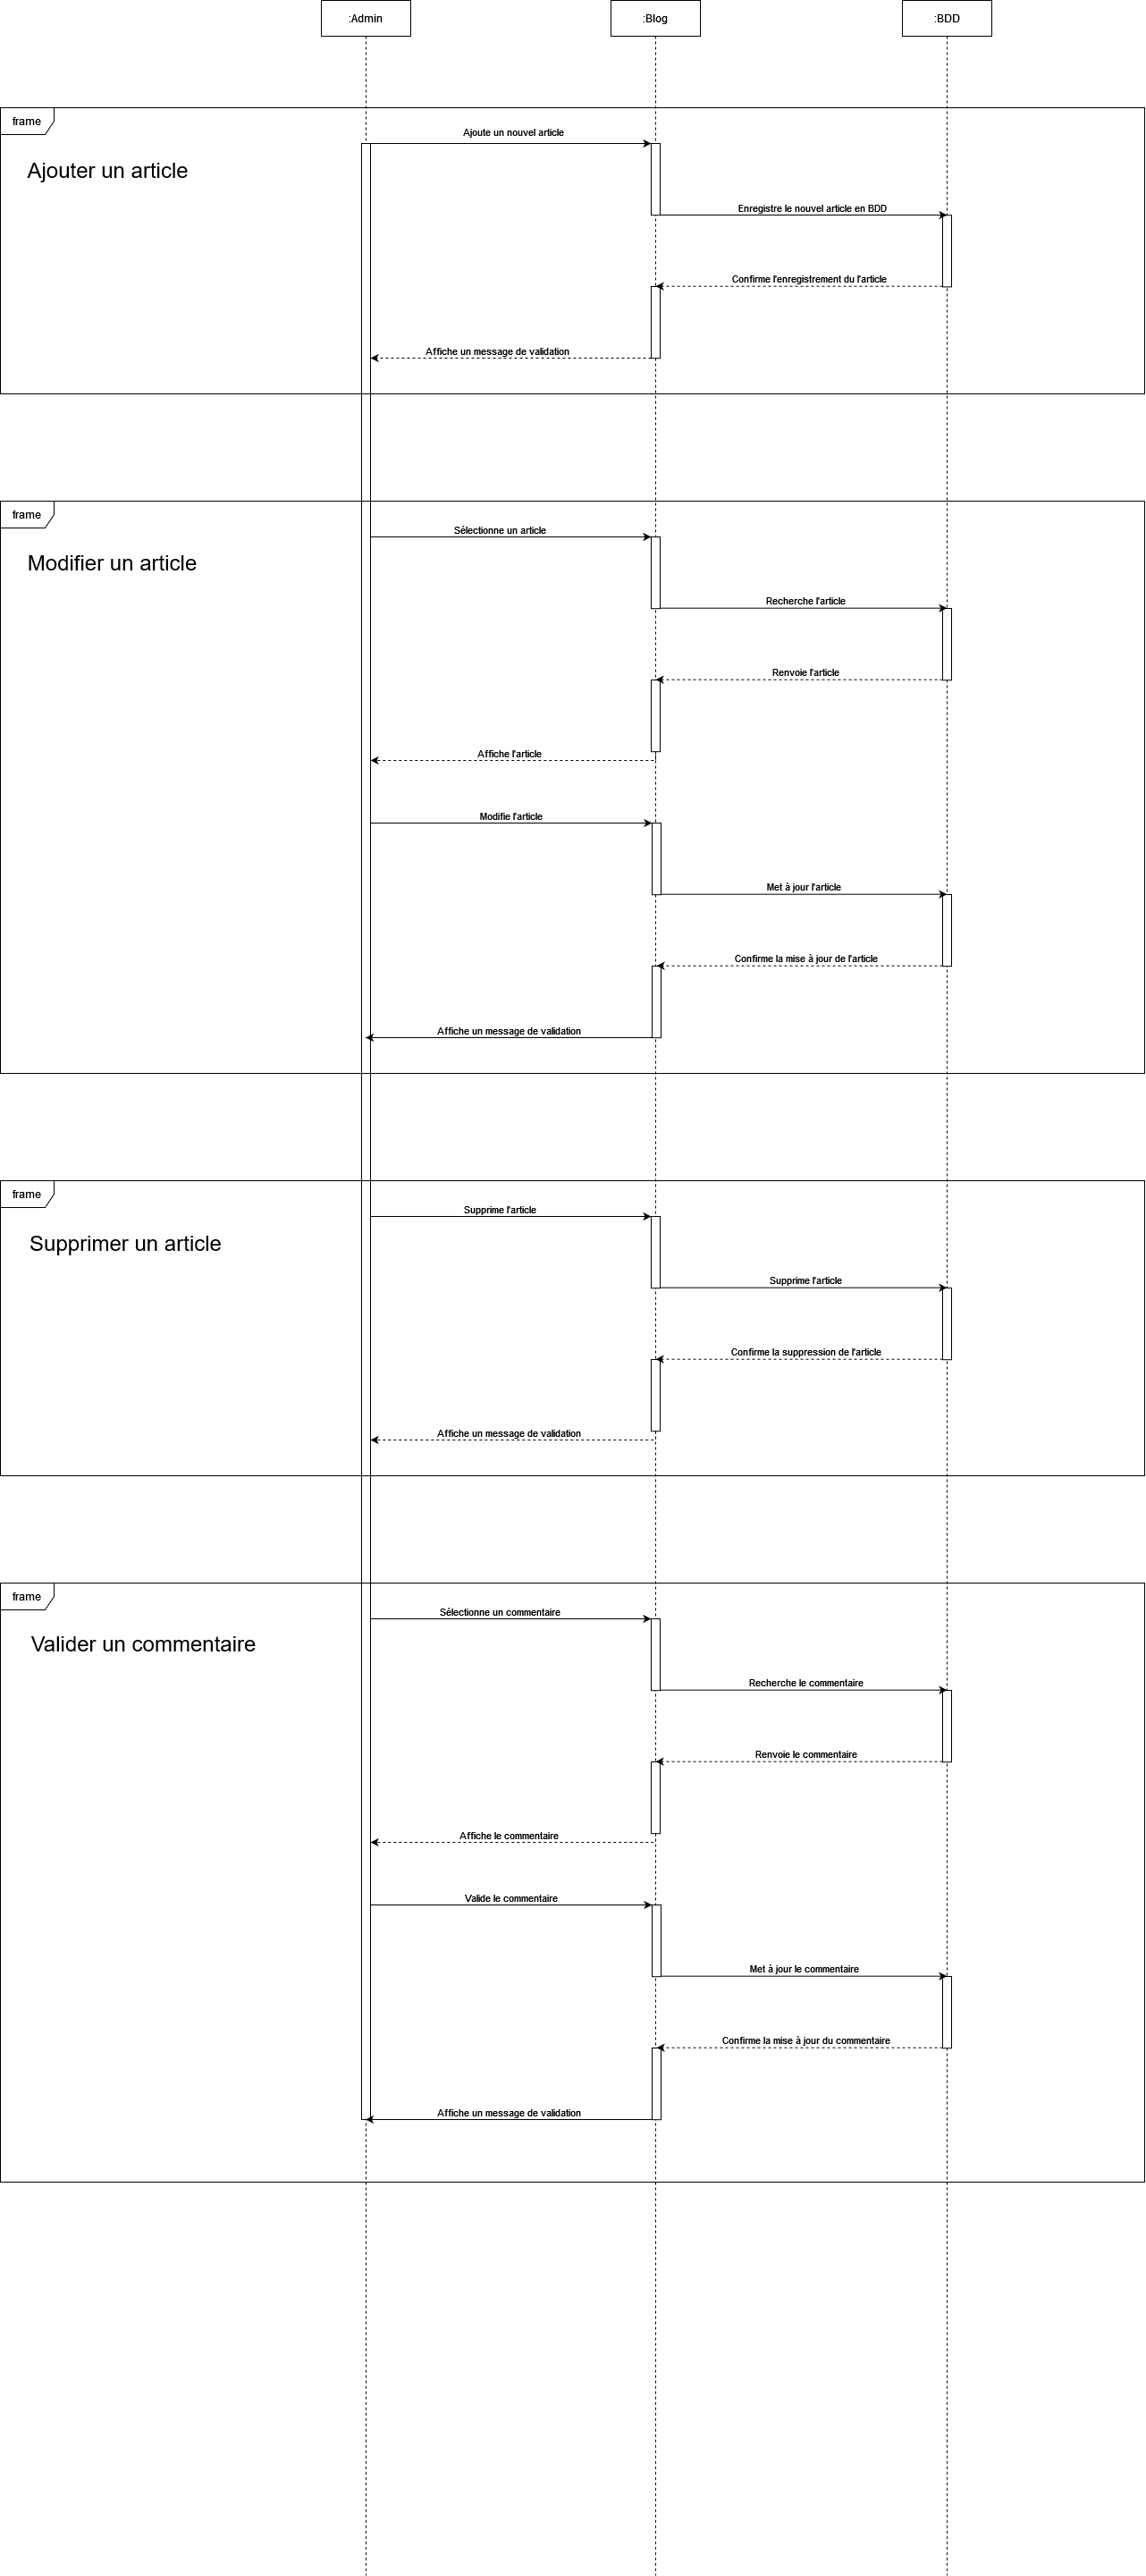 :Admin
:Blog
:BDD
frame
Ajoute un nouvel article
Ajouter un article
Enregistre le nouvel article en BDD
Confirme l'enregistrement du l'article
Affiche un message de validation
frame
Sélectionne un article
Modifier un article
Recherche l'article
Renvoie l'article
Affiche l'article
Modifie l'article
Met à jour l'article
Confirme la mise à jour de l'article
Affiche un message de validation
frame
Supprime l'article
Supprimer un article
Supprime l'article
Confirme la suppression de l'article
Affiche un message de validation
frame
Sélectionne un commentaire
Valider un commentaire
Recherche le commentaire
Renvoie le commentaire
Affiche le commentaire
Valide le commentaire
Met à jour le commentaire
Confirme la mise à jour du commentaire
Affiche un message de validation